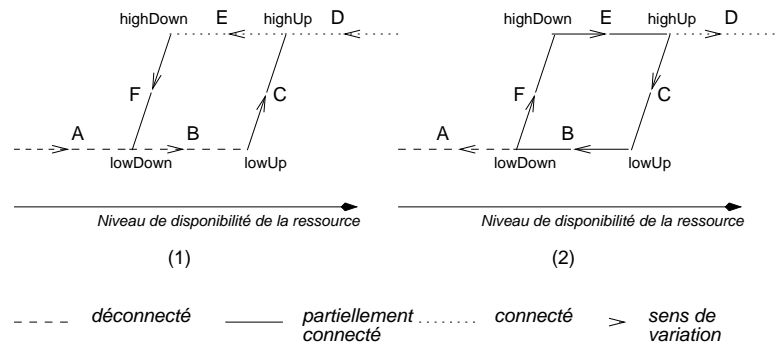 highDown E highUp D
F C
A B
lowDown lowUp
Niveau de disponibilité de la ressource
(1)
highDown E highUp D
F C
A B
lowDown lowUp
Niveau de disponibilité de la ressource
(2)
déconnecté
partiellement
connecté
connecté
sens de
variation